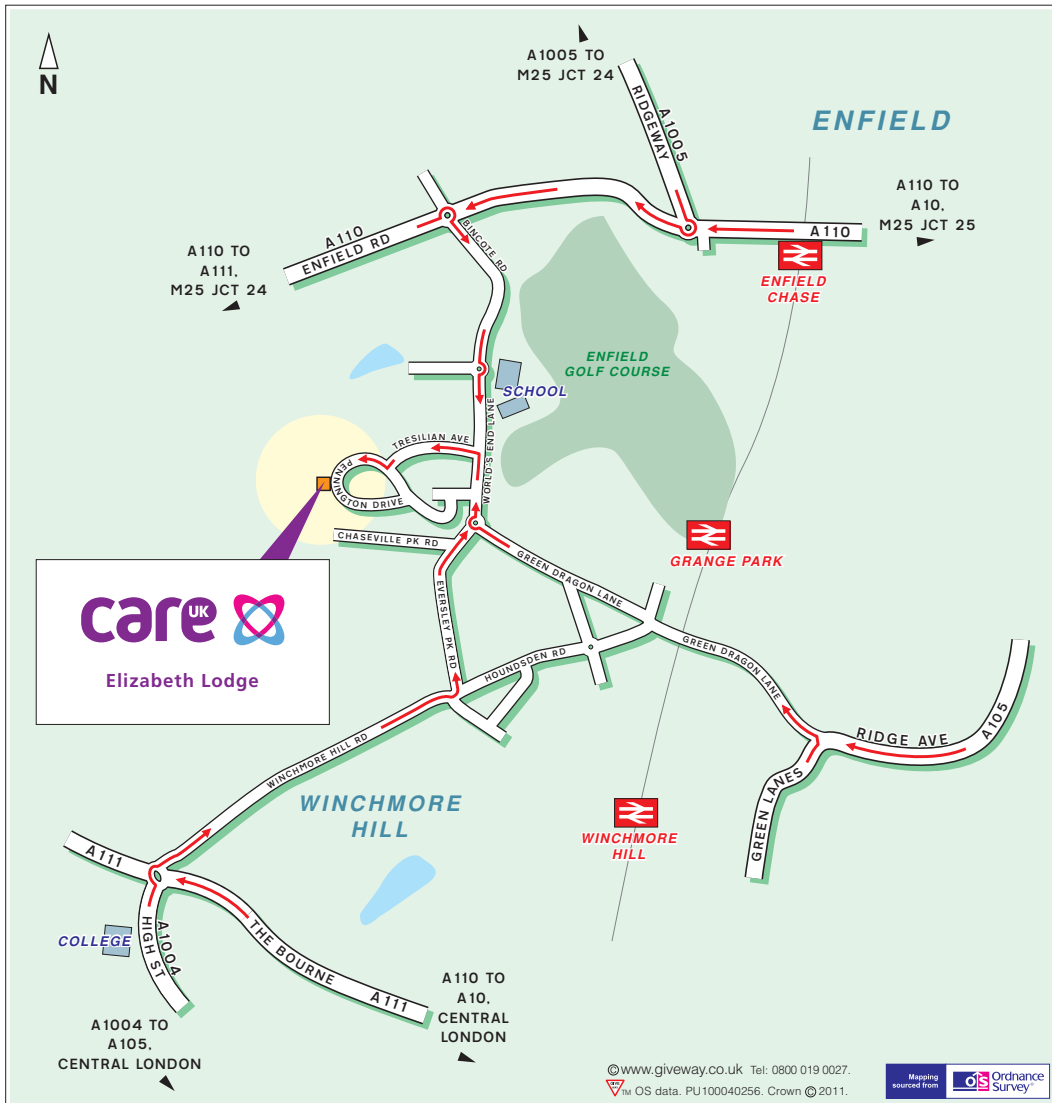 N
A1005 TO
M25 JCT 24
RIDGEWAY
A1005
ENFIELD
A110 TO
A10,
M25 JCT 25
A110
ENFIELD
CHASE
A110
ENFIELD RD
A110 TO
A111,
M25 JCT 24
BINCOTE RD
ENFIELD
GOLF COURSE
SCHOOL
WORLD'S END LANE
TRESILIAN AVE
PENNINGTON DRIVE
CHASEVILLE PK RD
GREEN DRAGON LANE
GRANGE PARK
EVERSLEY PK RD
HOUNDSDEN RD
GREEN DRAGON LANE
care UK
Elizabeth Lodge
RIDGE AVE
A105
GREEN LANES
WINCHMORE HILL RD
WINCHMORE
HILL
WINCHMORE
HILL
A111
COLLEGE
HIGH ST
A1004
THE BOURNE
A111
A1004 TO
A105,
CENTRAL LONDON
A110 TO
A10,
CENTRAL
LONDON
© www.giveway.co.uk Tel: 0800 019 0027.
GIVE WAY TM OS data. PU100040256. Crown © 2011.
Mapping
sourced from
OS Ordnance
Survey®